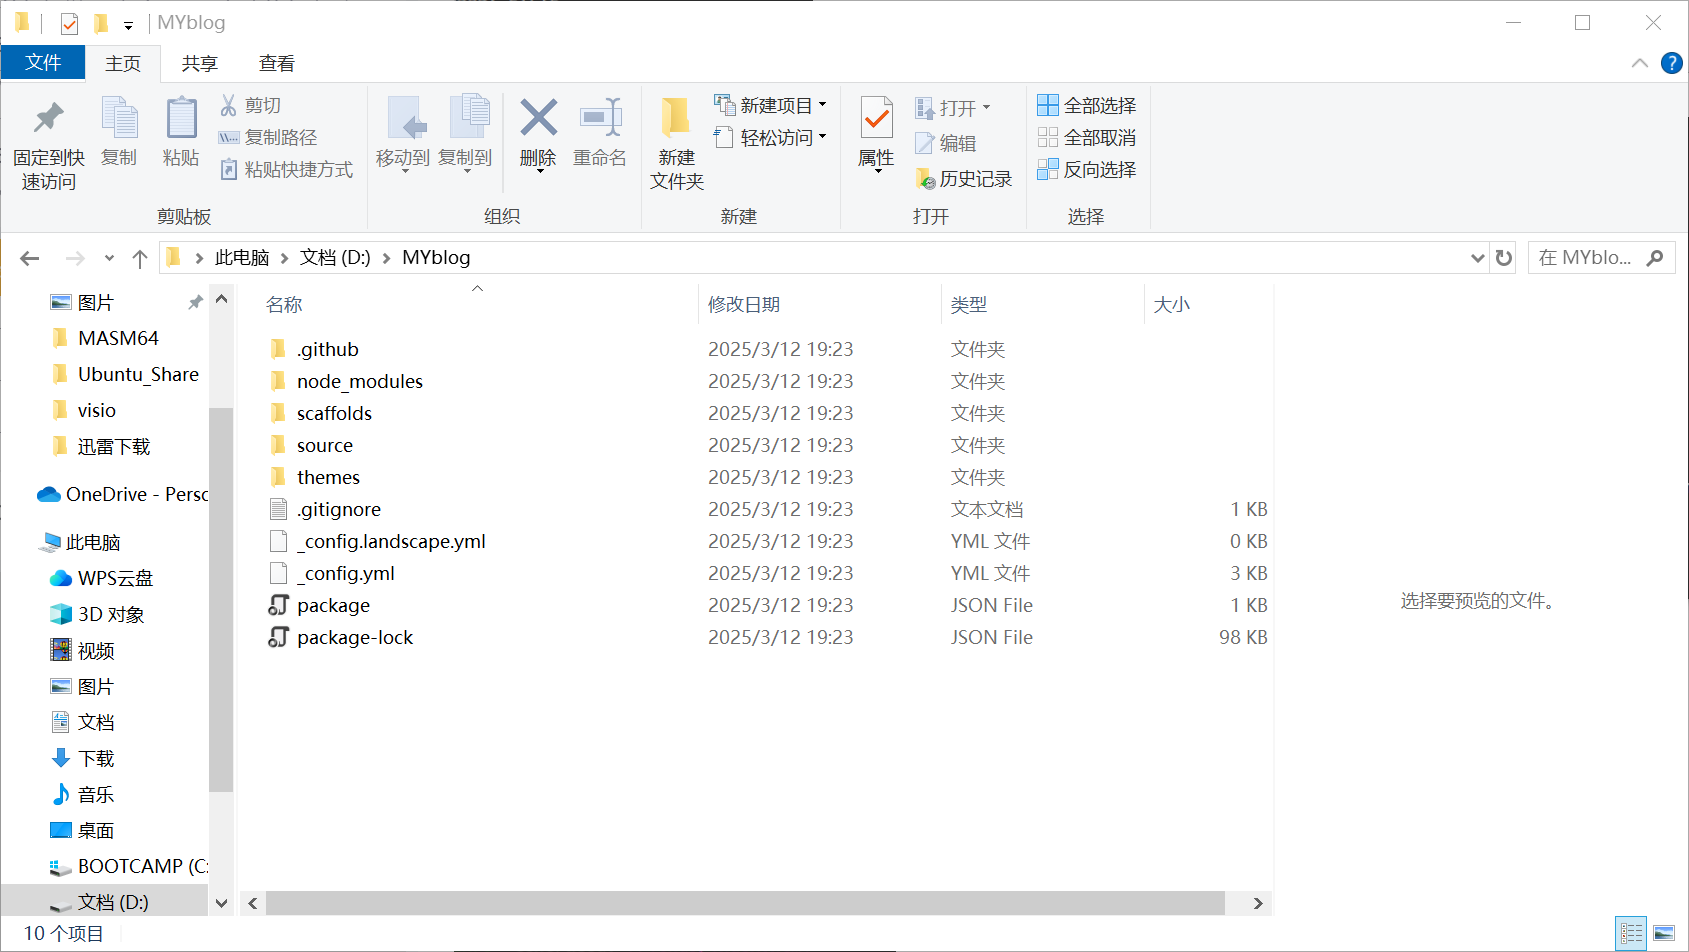 MYblog
文件 主页 共享 查看
固定到快
速访问
复制
粘贴
剪切
复制路径
粘贴快捷方式
剪贴板
移动到
复制到
删除
重命名
组织
新建
文件夹
新建项目
轻松访问
新建
属性
打开
编辑
历史记录
打开
全部选择
全部取消
反向选择
选择
此电脑 文档 (D:) MYblog
在 MYblo...
图片
MASM64
Ubuntu_Share
visio
迅雷下载
OneDrive - Persc
此电脑
WPS云盘
3D 对象
视频
图片
文档
下载
音乐
桌面
BOOTCAMP (C:
文档 (D:)
名称 修改日期 类型 大小
.github 2025/3/12 19:23 文件夹
node_modules 2025/3/12 19:23 文件夹
scaffolds 2025/3/12 19:23 文件夹
source 2025/3/12 19:23 文件夹
themes 2025/3/12 19:23 文件夹
.gitignore 2025/3/12 19:23 文本文档 1 KB
_config.landscape.yml 2025/3/12 19:23 YML 文件 0 KB
_config.yml 2025/3/12 19:23 YML 文件 3 KB
package 2025/3/12 19:23 JSON File 1 KB
package-lock 2025/3/12 19:23 JSON File 98 KB
选择要预览的文件。
10 个项目